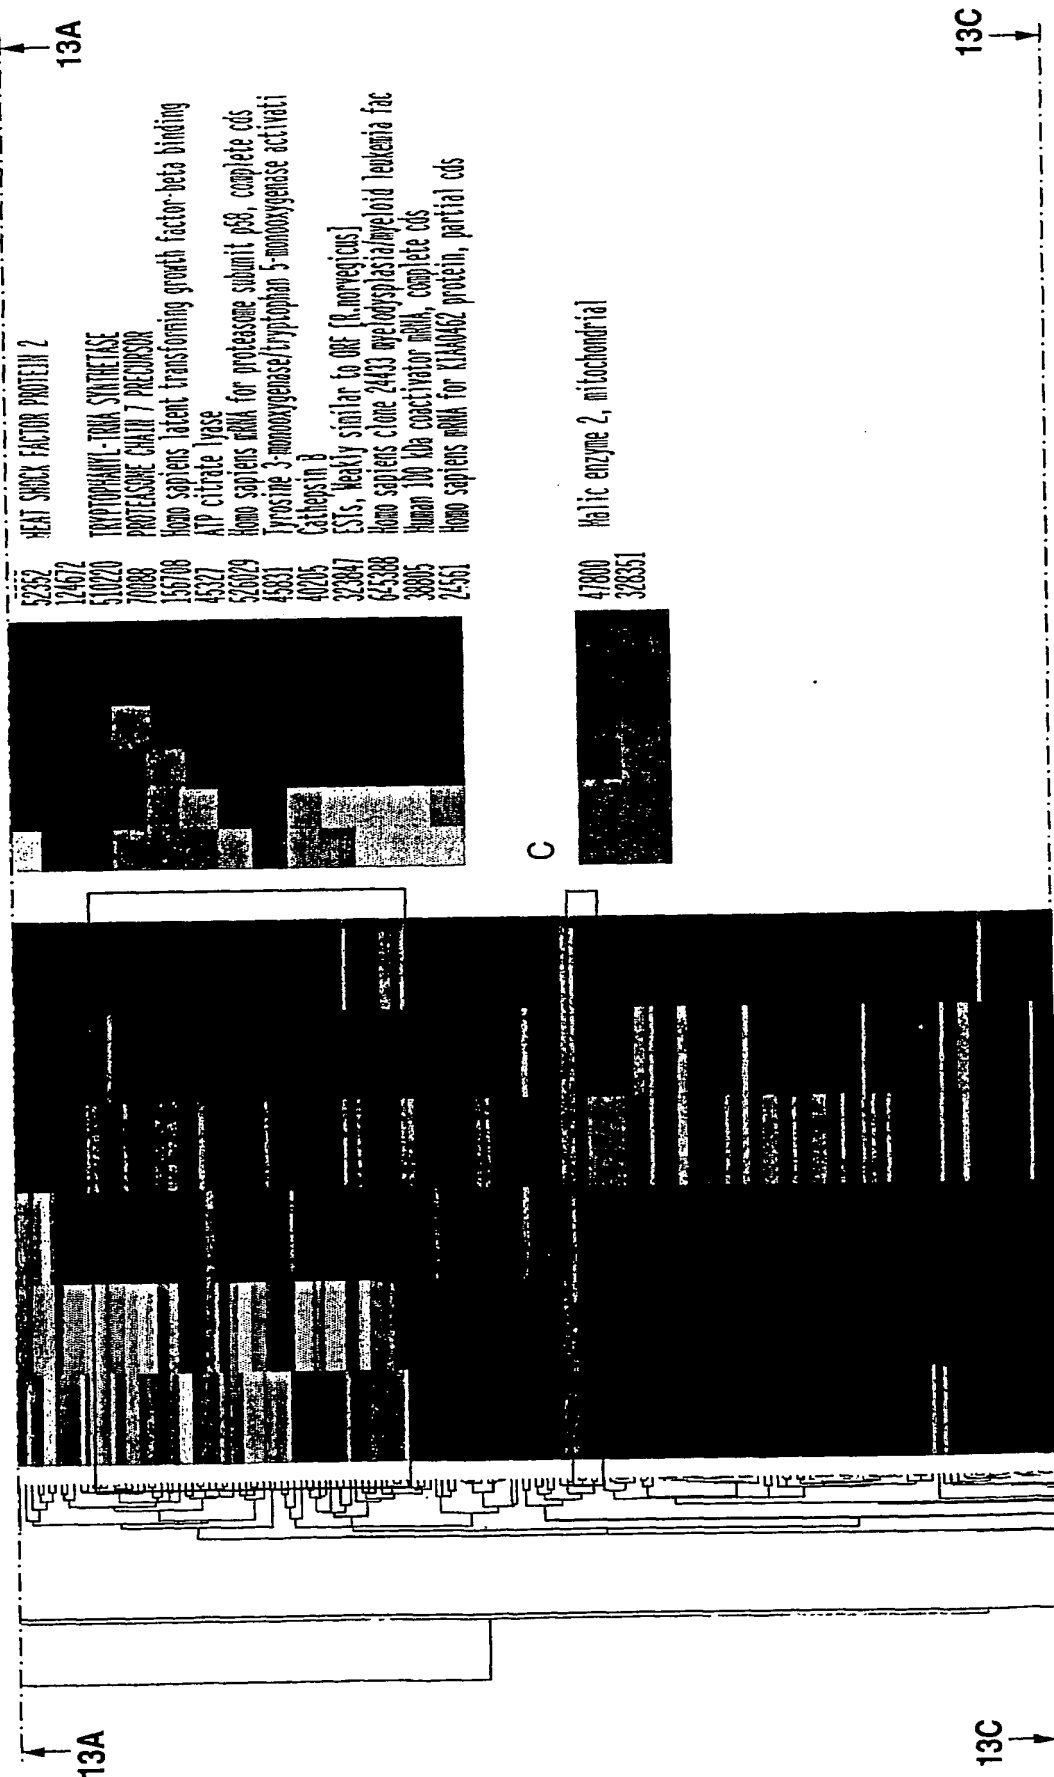 13A
13C
52352 HEAT SHOCK FACTOR PROTEIN 2
124672
510220 TRYPTOPHANYL-TRNA SYNTHETASE
70088 PROTEASOME CHAIN 7 PRECURSOR
156708 Homo sapiens latent transforming growth factor-beta binding
45327 ATP citrate lyase
526029 Homo sapiens mRNA for proteasome subunit p58, complete cds
45831 Tyrosine 3-monooxygenase/tryptophan 5-monooxygenase activati
40205 Cathepsin B
323847 ESTs, Weakly similar to ORF [R.norvegicus]
645388 Homo sapiens clone 24433 myelodysplasia/myeloid leukemia fac
38805 Human 100 kDa coactivator mRNA, complete cds
24561 Homo sapiens mRNA for KIAA0462 protein, partial cds
C
47800 Malic enzyme 2, mitochondrial
328351
13A
13C